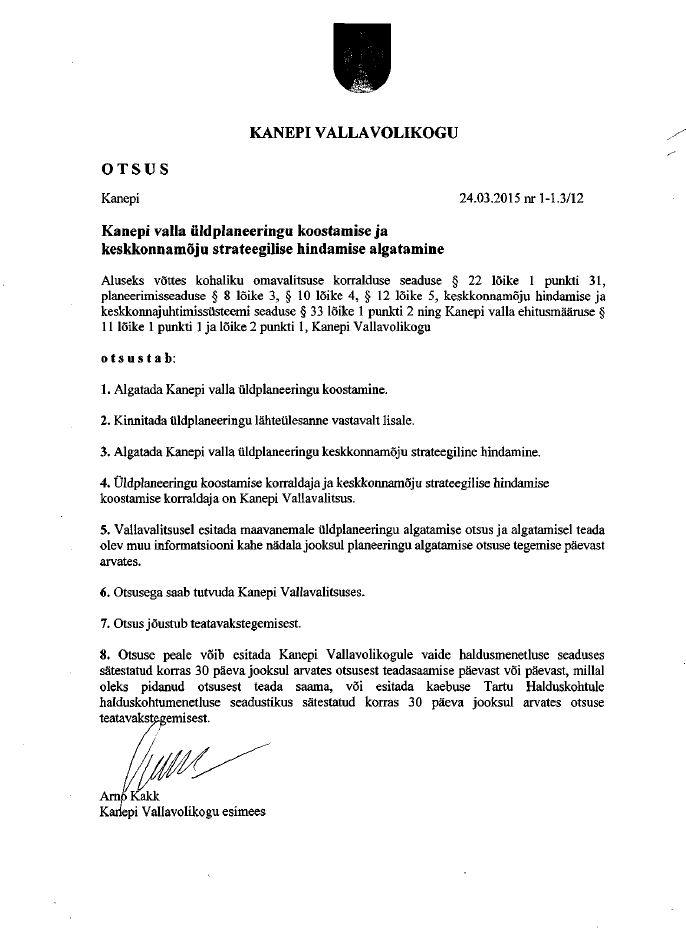 KANEPI VALLAVOLIKOGU
O T S U S
Kanepi 24.03.2015 nr 1-1.3/12
Kanepi valla üldplaneeringu koostamise ja
keskkonnamõju strateegilise hindamise algatamine
Aluseks võttes kohaliku omavalitsuse korralduse seaduse § 22 lõike 1 punkti 31,
planeerimisseaduse § 8 lõike 3, § 10 lõike 4, § 12 lõike 5, keskkonnamõju hindamise ja
keskkonnajuhtimissüsteemi seaduse § 33 lõike 1 punkti 2 ning Kanepi valla ehitusmääruse §
11 lõike 1 punkti 1 ja lõike 2 punkti 1, Kanepi Vallavolikogu
o t s u s t a b:
1. Algatada Kanepi valla üldplaneeringu koostamine.
2. Kinnitada üldplaneeringu lähteülesanne vastavalt lisale.
3. Algatada Kanepi valla üldplaneeringu keskkonnamõju strateegiline hindamine.
4. Üldplaneeringu koostamise korraldaja ja keskkonnamõju strateegilise hindamise
koostamise korraldaja on Kanepi Vallavalitsus.
5. Vallavalitsusel esitada maavanemale üldplaneeringu algatamise otsus ja algatamisel teada
olev muu informatsiooni kahe nädala jooksul planeeringu algatamise otsuse tegemise päevast
arvates.
6. Otsusega saab tutvuda Kanepi Vallavalitsuses.
7. Otsus jõustub teatavakstegemisest.
8. Otsuse peale võib esitada Kanepi Vallavolikogule vaide haldusmenetluse seaduses
sätestatud korras 30 päeva jooksul arvates otsusest teadasaamise päevast või päevast, millal
oleks pidanud otsusest teada saama, või esitada kaebuse Tartu Halduskohtule
halduskohtumenetluse seadustikus sätestatud korras 30 päeva jooksul arvates otsuse
teatavakstegemisest.
Arno Kakk
Kanepi Vallavolikogu esimees